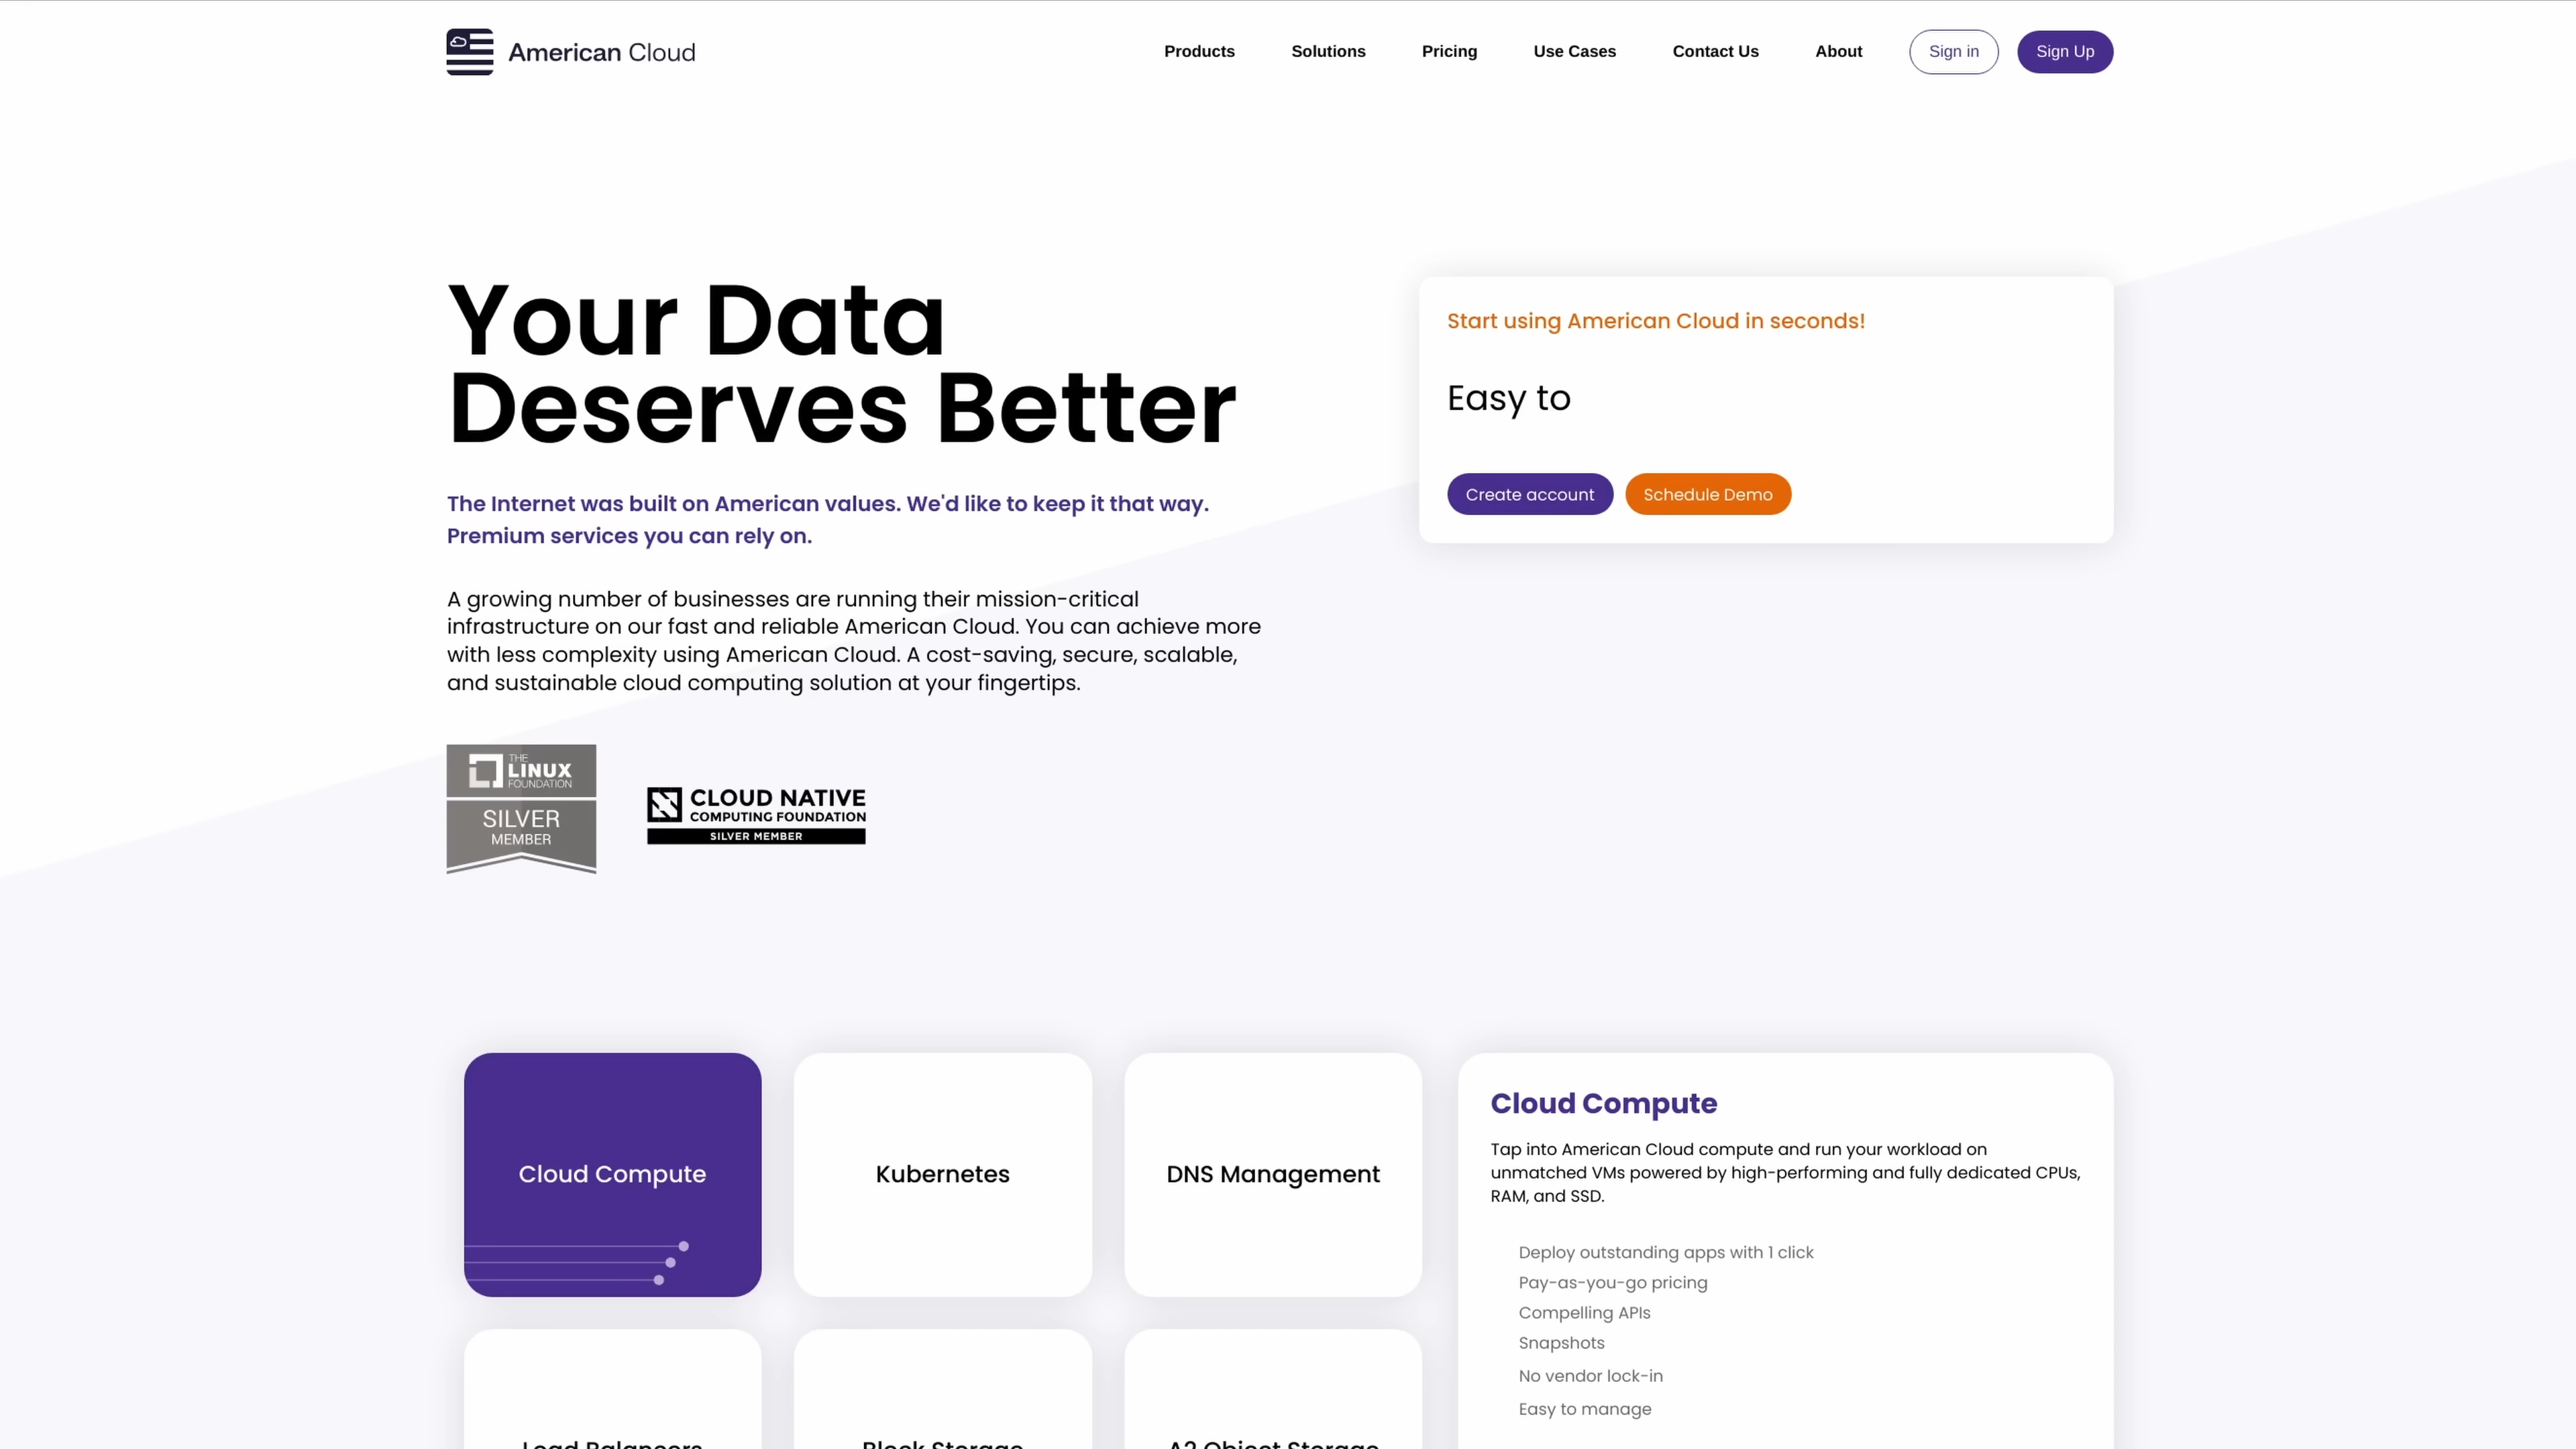 American Cloud
Products
Solutions
Pricing
Use Cases
Contact Us
About
Sign in
Sign Up
Your Data
Deserves Better
The Internet was built on American values. We'd like to keep it that way.
Premium services you can rely on.
A growing number of businesses are running their mission-critical
infrastructure on our fast and reliable American Cloud. You can achieve more
with less complexity using American Cloud. A cost-saving, secure, scalable,
and sustainable cloud computing solution at your fingertips.
THE
LINUX
FOUNDATION
SILVER
MEMBER
CLOUD NATIVE
COMPUTING FOUNDATION
SILVER MEMBER
Start using American Cloud in seconds!
Easy to
Create account
Schedule Demo
Cloud Compute
Kubernetes
DNS Management
Load Balancers
Block Storage
A2 Object Storage
Cloud Compute
Tap into American Cloud compute and run your workload on
unmatched VMs powered by high-performing and fully dedicated CPUs,
RAM, and SSD.
Deploy outstanding apps with 1 click
Pay-as-you-go pricing
Compelling APIs
Snapshots
No vendor lock-in
Easy to manage